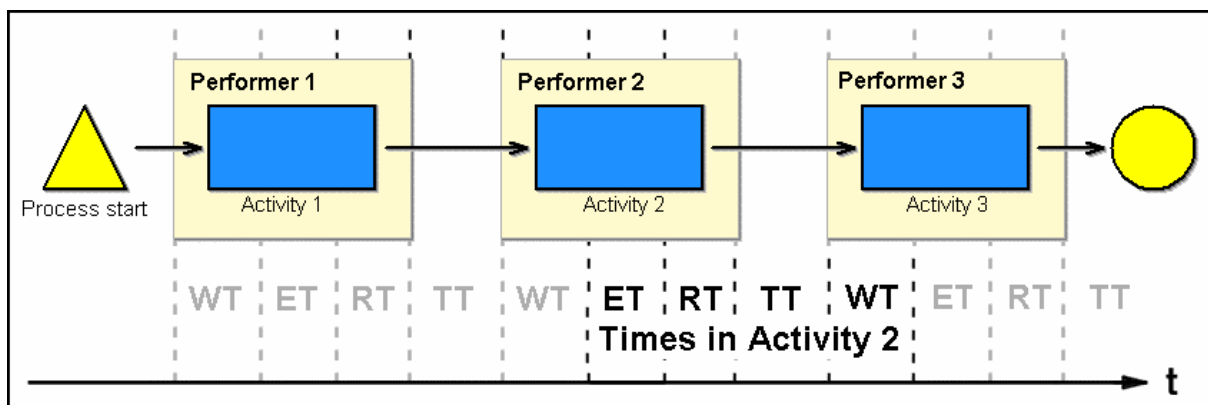 Performer 1 Performer 2 Performer 3
Process start Activity 1 Activity 2 Activity 3
WT ET RT TT WT ET RT TT WT ET RT TT
Times in Activity 2
t